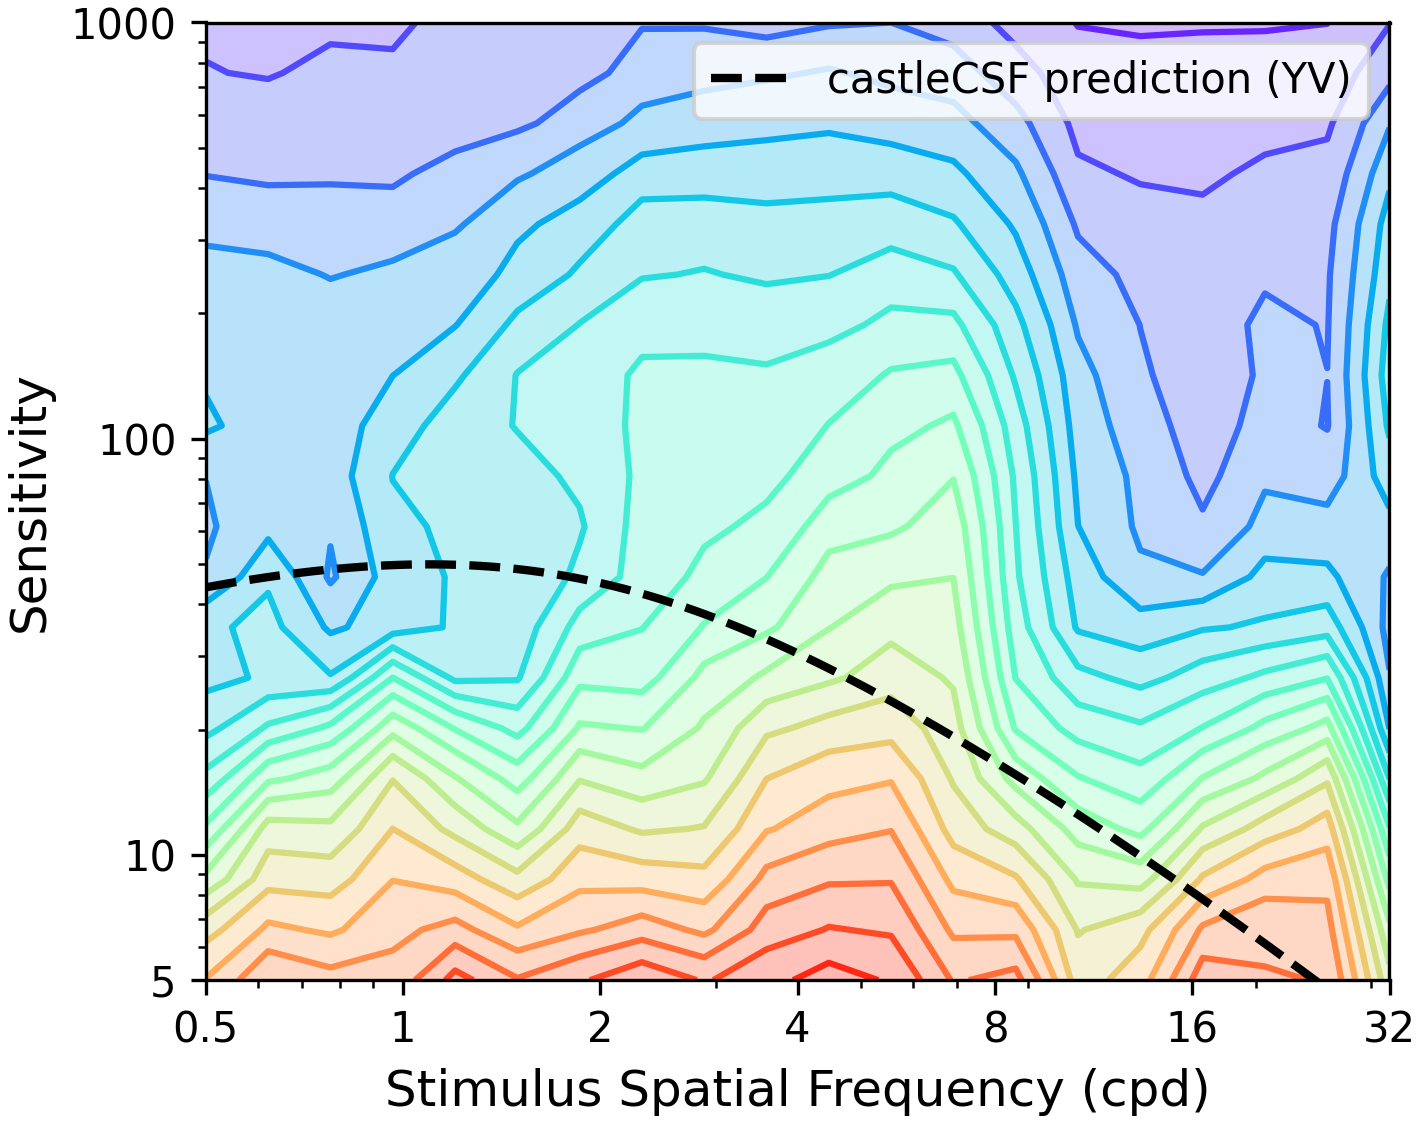 1000
castleCSF prediction (YV)
Sensitivity
100
10
5
0.5 1 2 4 8 16 32
Stimulus Spatial Frequency (cpd)